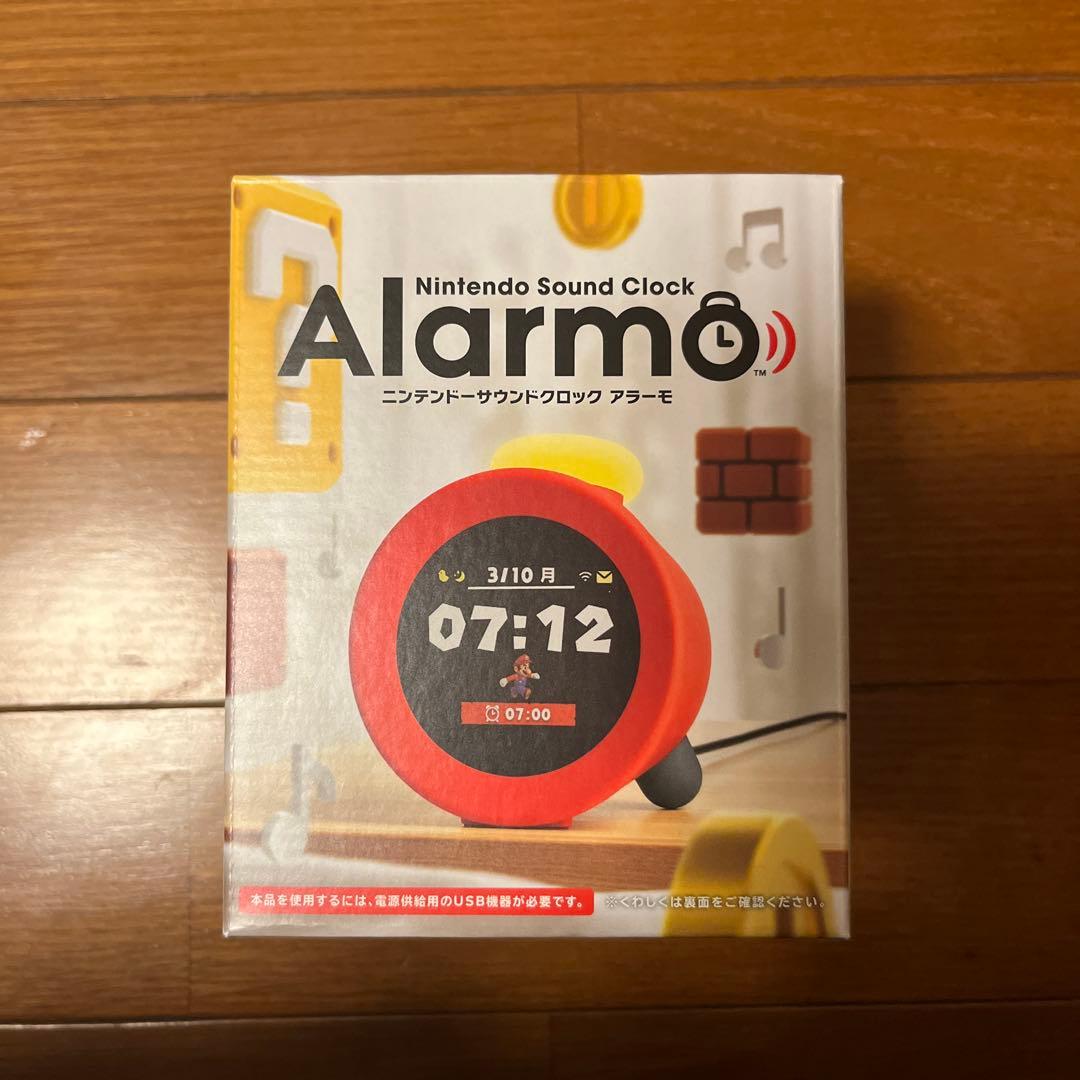 Nintendo Sound Clock
Alarmo
TM
ニンテンドーサウンドクロック アラーモ
3/10 月
07:12
07:00
本品を使用するには、電源供給用のUSB機器が必要です。 ※くわしくは裏面をご確認ください。